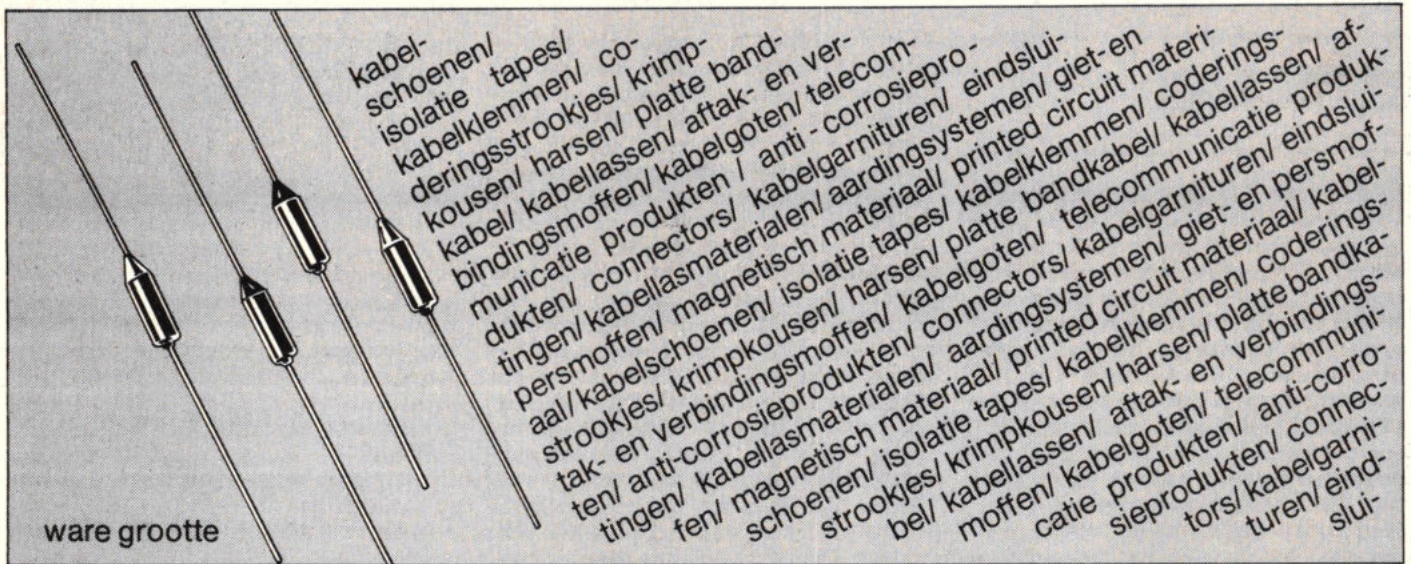 kabel-
schoenen/
isolatie tapes/
kabelklemmen/ co-
deringsstrookjes/ krimp-
kousen/ harsen/ platte band-
kabel/ kabellassen/ aftak- en ver-
bindingsmoffen/ kabelgoten/ telecom-
municatie produkten / anti - corrosiepro-
dukten/ connectors/ kabelgarnituren/ eindslui-
tingen/ kabellasmaterialen/ aardingsystemen/ giet-en
persmoffen/ magnetisch materiaal/ printed circuit materi-
aal/ kabelschoenen/ isolatie tapes/ kabelklemmen/ coderings-
strookjes/ krimpkousen/ harsen/ platte bandkabel/ kabellassen/ af-
tak- en verbindingsmoffen/ kabelgoten/ telecommunicatie produk-
ten/ anti-corrosieprodukten/ connectors/ kabelgarnituren/ eindslui-
tingen/ kabellasmaterialen/ aardingsystemen/ giet- en persmof-
fen/ magnetisch materiaal/ printed circuit materiaal/ kabel-
schoenen/ isolatie tapes/ kabelklemmen/ coderings-
strookjes/ krimpkousen/ harsen/ platte bandka-
bel/ kabellassen/ aftak- en verbindings-
moffen/ kabelgoten/ telecommuni-
catie produkten/ anti-corro-
sieprodukten/ connec-
tors/ kabelgarni-
turen/ eind-
slui-
ware grootte